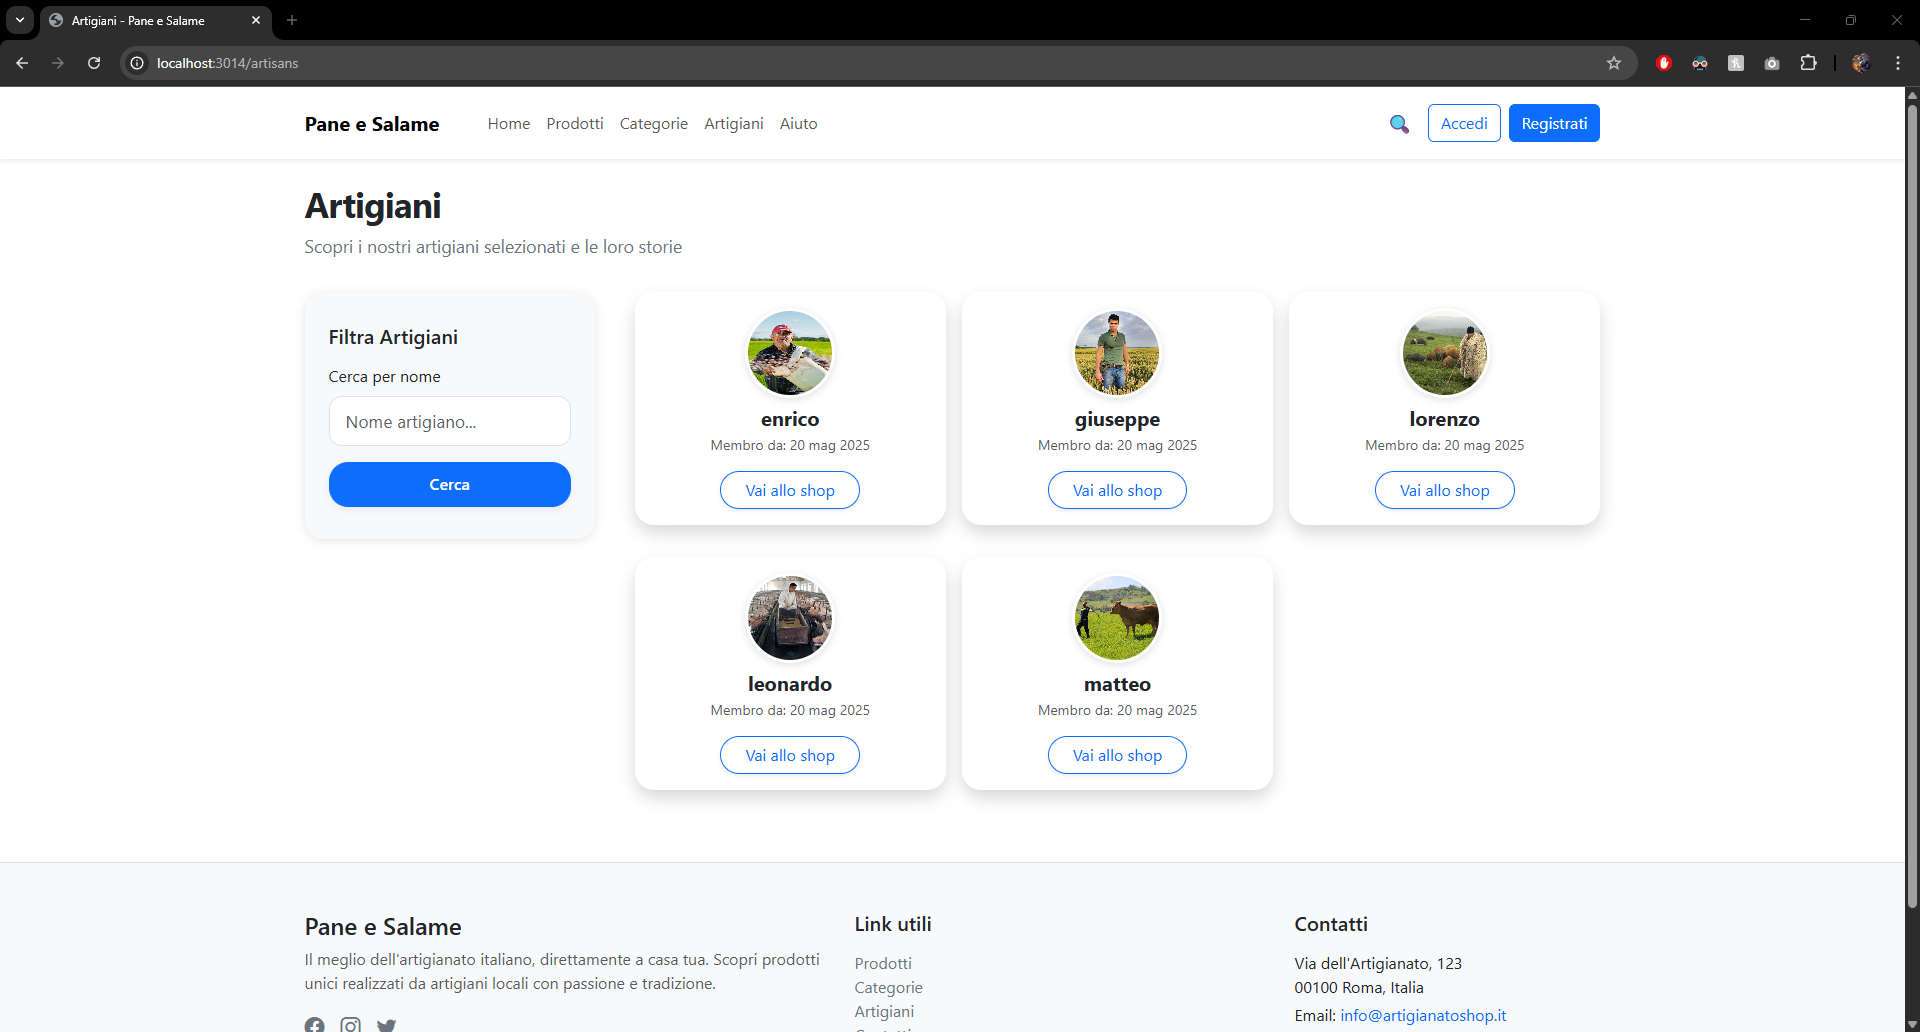 Artigiani - Pane e Salame
localhost:3014/artisans
Pane e Salame
Home
Prodotti
Categorie
Artigiani
Aiuto
Accedi
Registrati
Artigiani
Scopri i nostri artigiani selezionati e le loro storie
Filtra Artigiani
Cerca per nome
Nome artigiano...
Cerca
enrico
Membro da: 20 mag 2025
Vai allo shop
giuseppe
Membro da: 20 mag 2025
Vai allo shop
lorenzo
Membro da: 20 mag 2025
Vai allo shop
leonardo
Membro da: 20 mag 2025
Vai allo shop
matteo
Membro da: 20 mag 2025
Vai allo shop
Pane e Salame
Il meglio dell'artigianato italiano, direttamente a casa tua. Scopri prodotti
unici realizzati da artigiani locali con passione e tradizione.
Link utili
Prodotti
Categorie
Artigiani
Contatti
Via dell'Artigianato, 123
00100 Roma, Italia
Email: info@artigianatoshop.it